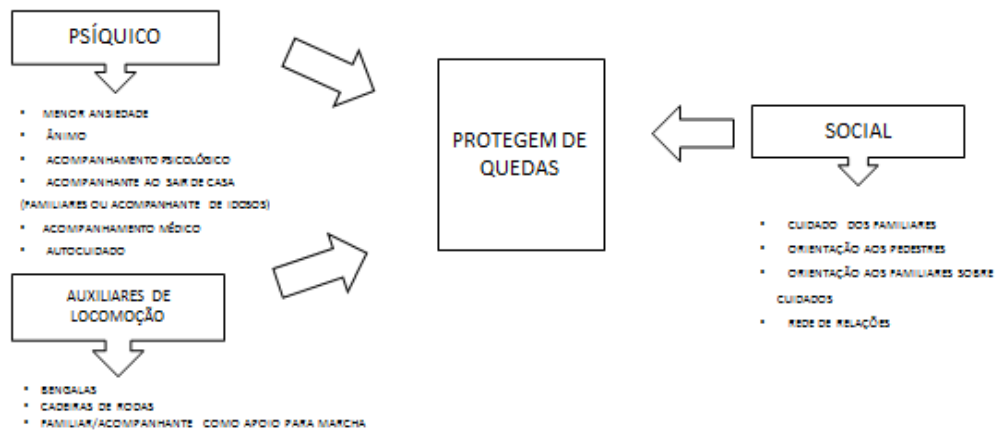 PSÍQUICO
• MENOR ANSIEDADE
• ÂNIMO
• ACOMPANHAMENTO PSICOLÓGICO
• ACOMPANHANTE AO SAIR DE CASA
(FAMILIARES OU ACOMPANHANTE DE IDOSOS)
• ACOMPANHAMENTO MÉDICO
• AUTOCUIDADO
AUXILIARES DE
LOCOMOÇÃO
• BENGALAS
• CADEIRAS DE RODAS
• FAMILIAR/ACOMPANHANTE COMO APOIO PARA MARCHA
PROTEGEM DE
QUEDAS
SOCIAL
• CUIDADO DOS FAMILIARES
• ORIENTAÇÃO AOS PEDESTRES
• ORIENTAÇÃO AOS FAMILIARES SOBRE
CUIDADOS
• REDE DE RELAÇÕES